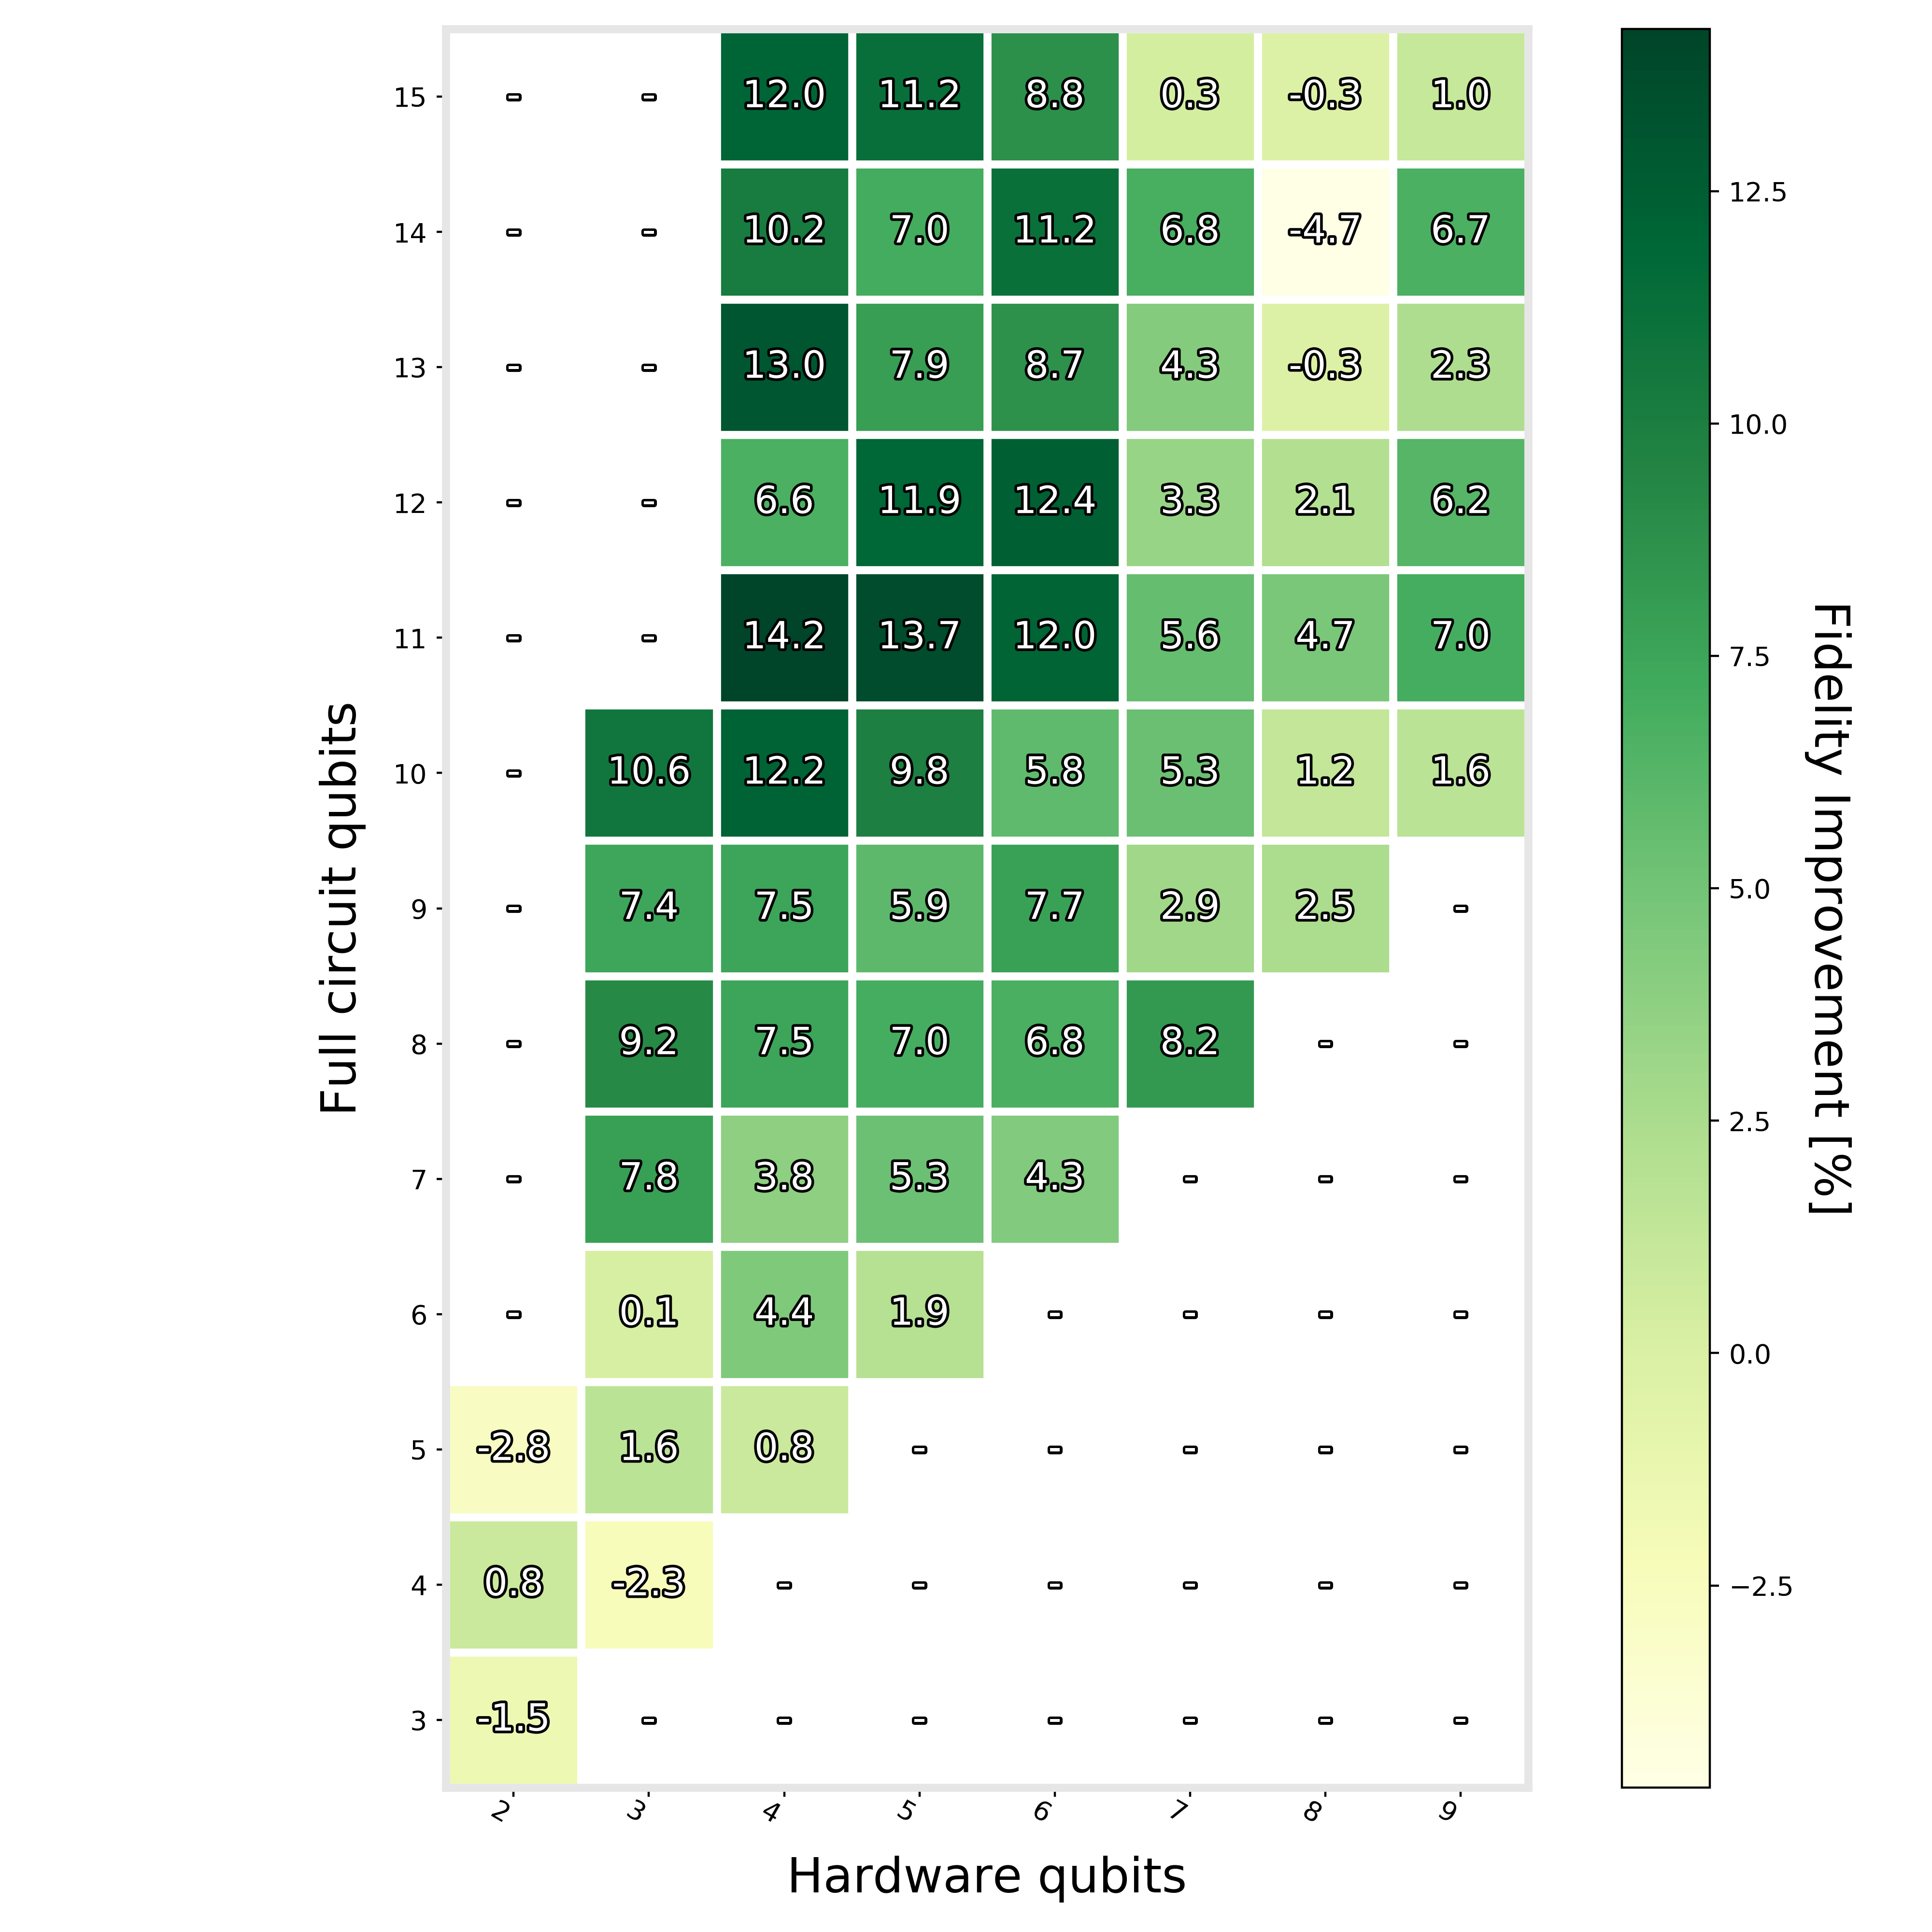 15 - - 12.0 11.2 8.8 0.3 -0.3 1.0
14 - - 10.2 7.0 11.2 6.8 -4.7 6.7
13 - - 13.0 7.9 8.7 4.3 -0.3 2.3
12 - - 6.6 11.9 12.4 3.3 2.1 6.2
11 - - 14.2 13.7 12.0 5.6 4.7 7.0
10 - 10.6 12.2 9.8 5.8 5.3 1.2 1.6
9 - 7.4 7.5 5.9 7.7 2.9 2.5 -
8 - 9.2 7.5 7.0 6.8 8.2 - -
7 - 7.8 3.8 5.3 4.3 - - -
6 - 0.1 4.4 1.9 - - - -
5 -2.8 1.6 0.8 - - - - -
4 0.8 -2.3 - - - - - -
3 -1.5 - - - - - - -
2 3 4 5 6 7 8 9
Hardware qubits
Full circuit qubits
12.5
10.0
7.5
5.0
2.5
0.0
−2.5
Fidelity Improvement [%]